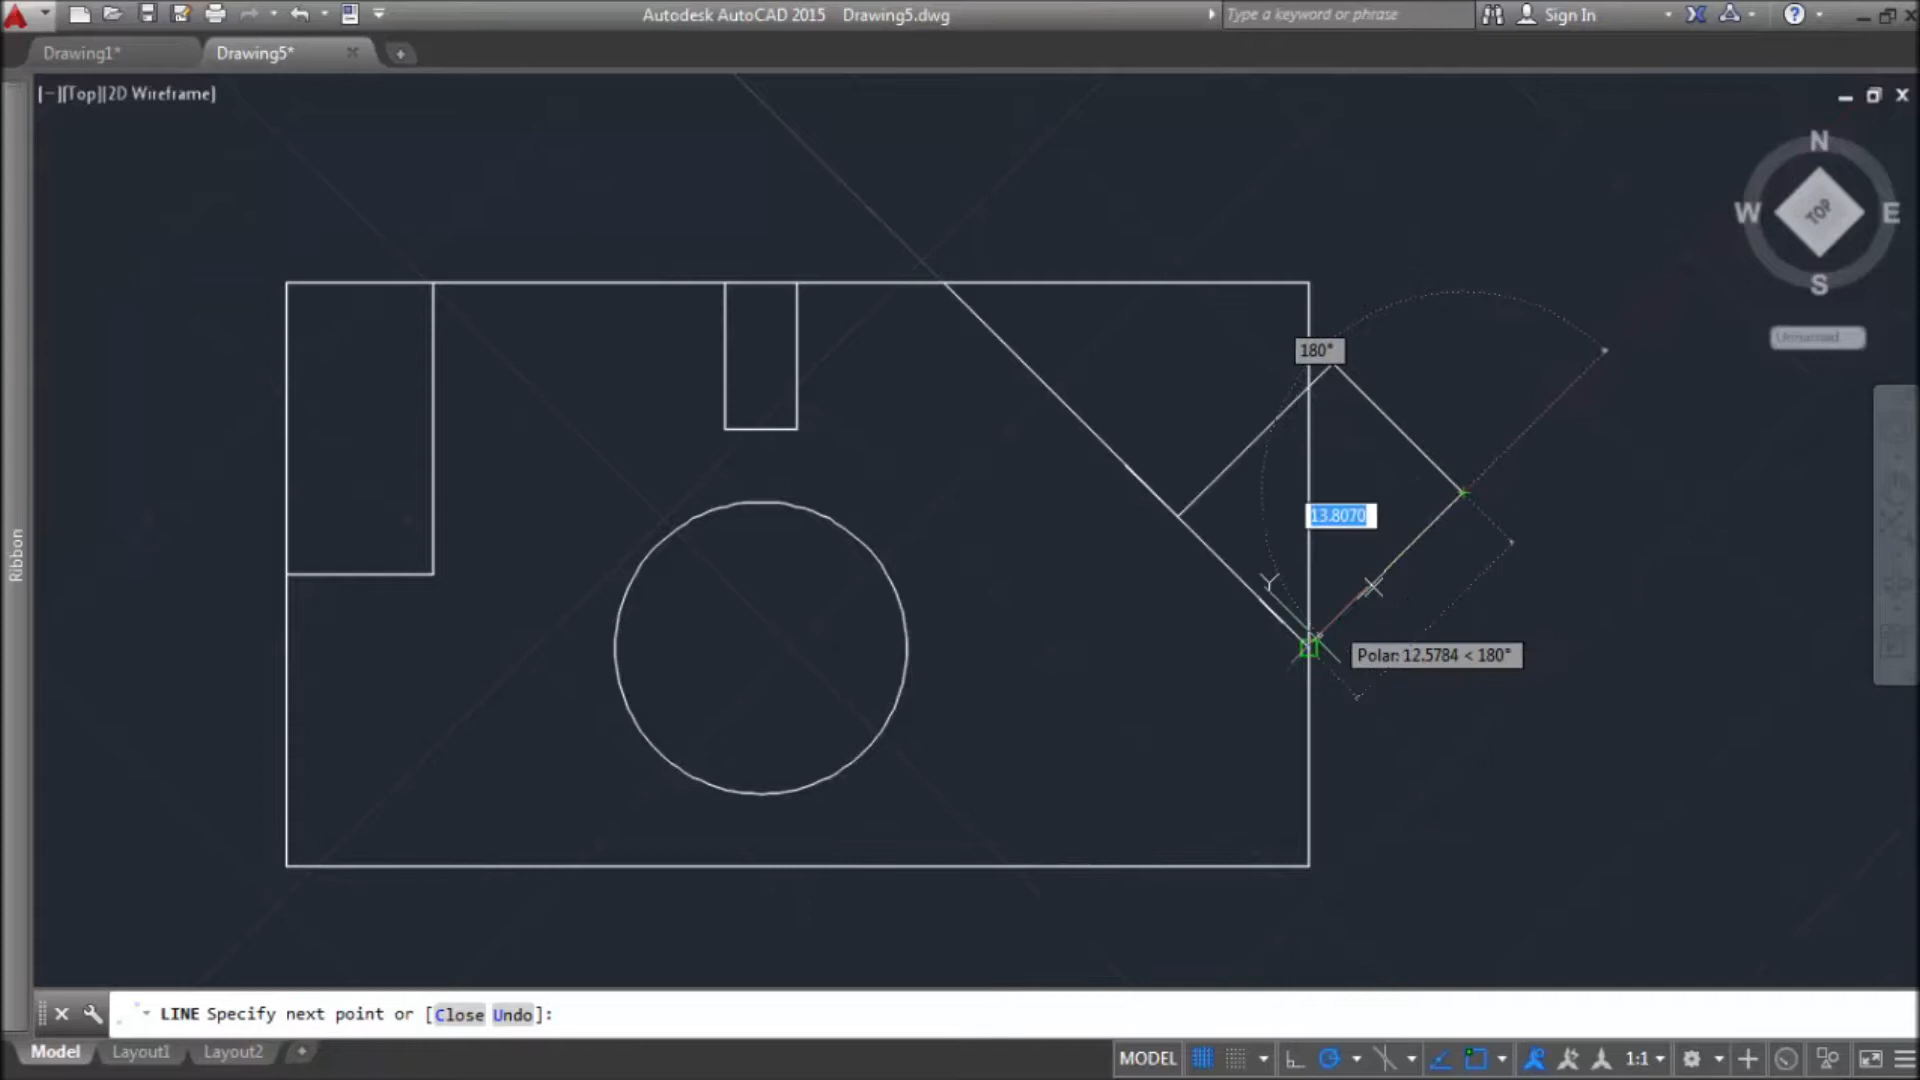 Autodesk AutoCAD 2015 Drawing5.dwg
Type a keyword or phrase
Sign In
Drawing1*
Drawing5*
[−][Top][2D Wireframe]
N
W
TOP
E
S
Unnamed
180°
13.8070
Y
X
Polar: 12.5784 < 180°
Ribbon
LINE Specify next point or [Close Undo]:
Model
Layout1
Layout2
MODEL
1:1